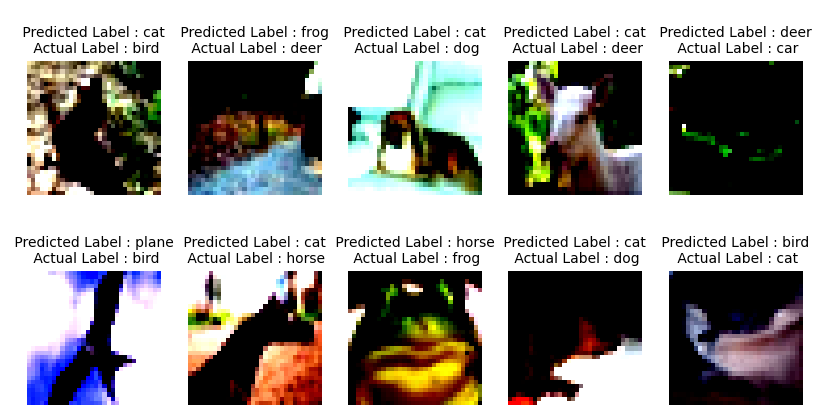 Predicted Label : cat
Actual Label : bird
Predicted Label : frog
Actual Label : deer
Predicted Label : cat
Actual Label : dog
Predicted Label : cat
Actual Label : deer
Predicted Label : deer
Actual Label : car
Predicted Label : plane
Actual Label : bird
Predicted Label : cat
Actual Label : horse
Predicted Label : horse
Actual Label : frog
Predicted Label : cat
Actual Label : dog
Predicted Label : bird
Actual Label : cat